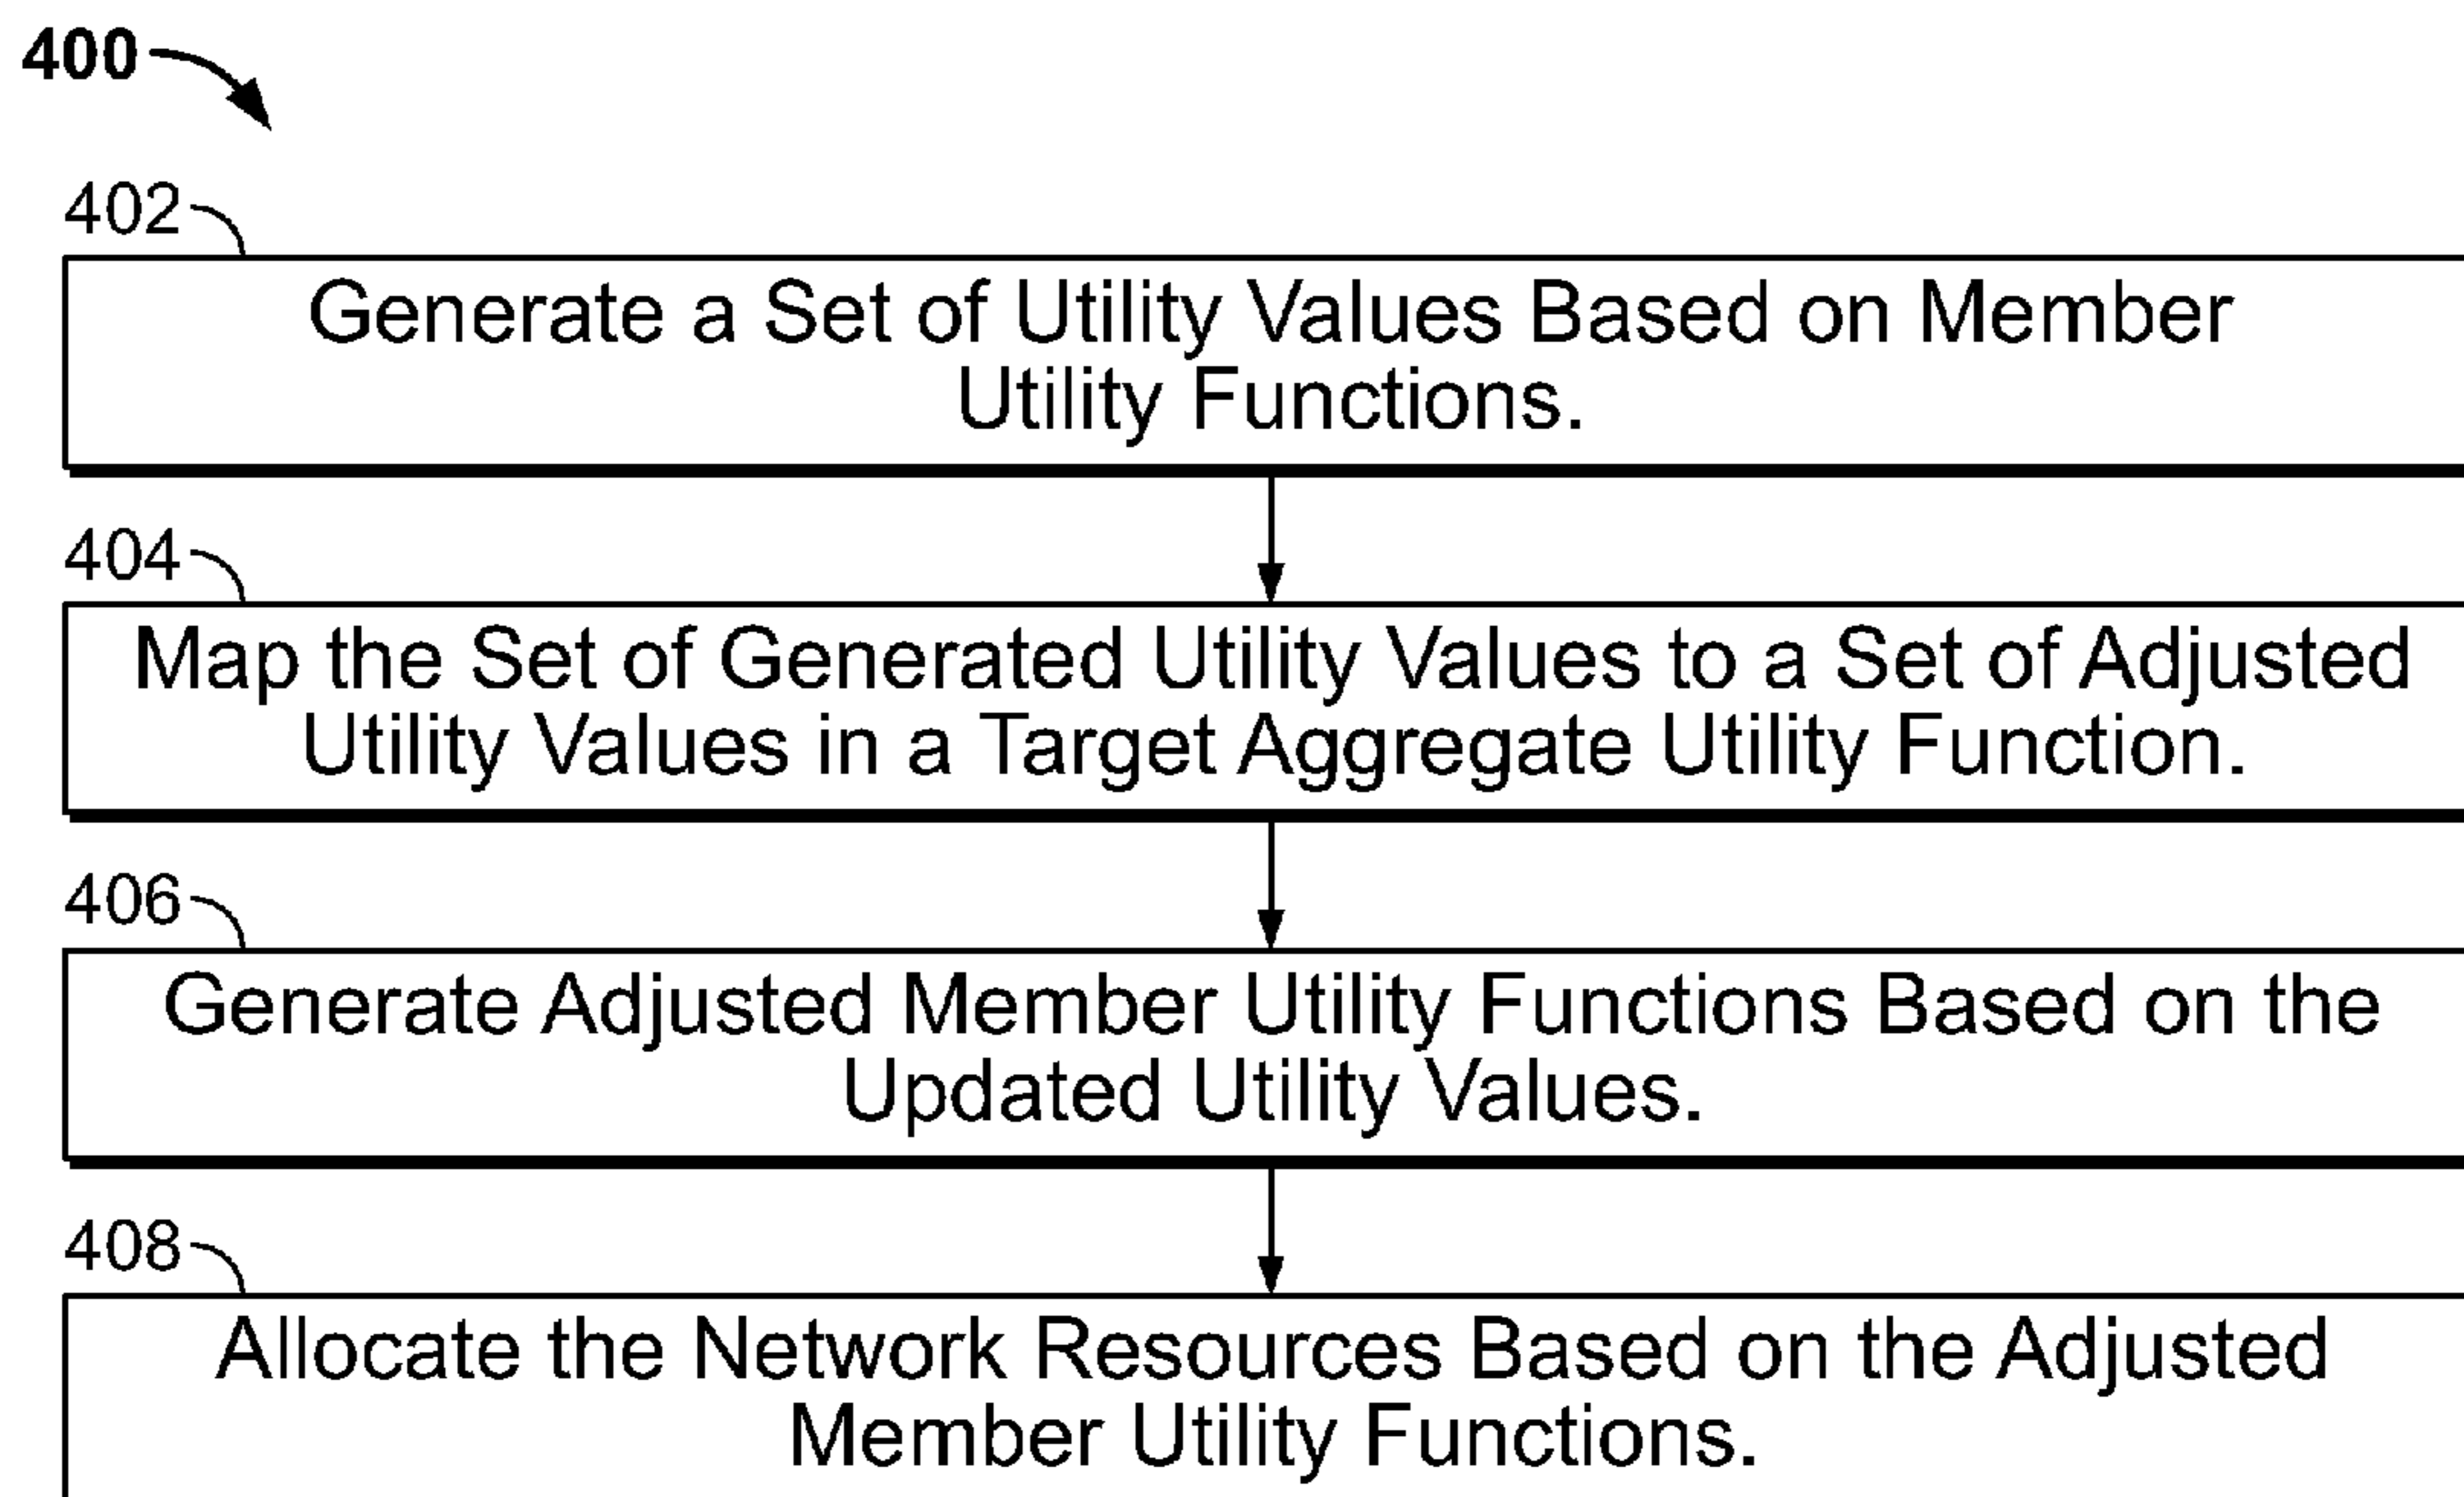 400
402
Generate a Set of Utility Values Based on Member
Utility Functions.
404
Map the Set of Generated Utility Values to a Set of Adjusted
Utility Values in a Target Aggregate Utility Function.
406
Generate Adjusted Member Utility Functions Based on the
Updated Utility Values.
408
Allocate the Network Resources Based on the Adjusted
Member Utility Functions.